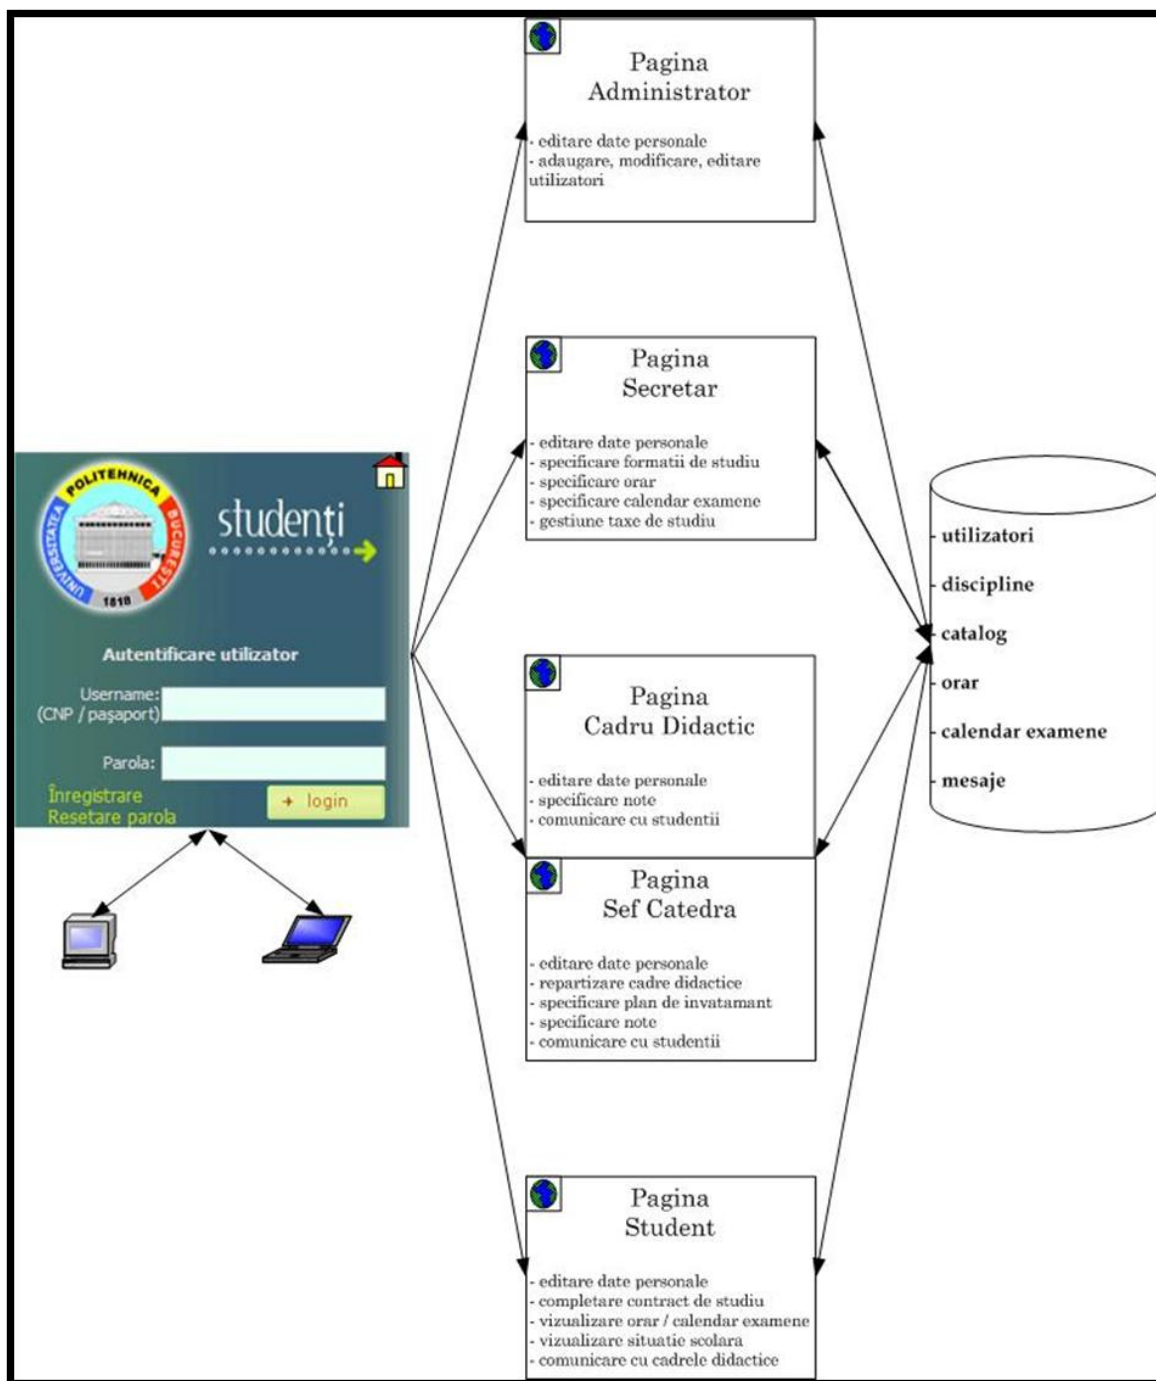 Pagina
Administrator
- editare date personale
- adaugare, modificare, editare
utilizatori
Pagina
Secretar
- editare date personale
- specificare formatii de studiu
- specificare orar
- specificare calendar examene
- gestiune taxe de studiu
UNIVERSITATEA POLITEHNICA BUCURESTI
1818
studenți
Autentificare utilizator
Username:
(CNP / paşaport)
Parola:
Înregistrare
Resetare parola
login
Pagina
Cadru Didactic
- editare date personale
- specificare note
- comunicare cu studentii
Pagina
Sef Catedra
- editare date personale
- repartizare cadre didactice
- specificare plan de invatamant
- specificare note
- comunicare cu studentii
- utilizatori
- discipline
- catalog
- orar
- calendar examene
- mesaje
Pagina
Student
- editare date personale
- completare contract de studiu
- vizualizare orar / calendar examene
- vizualizare situatie scolara
- comunicare cu cadrele didactice